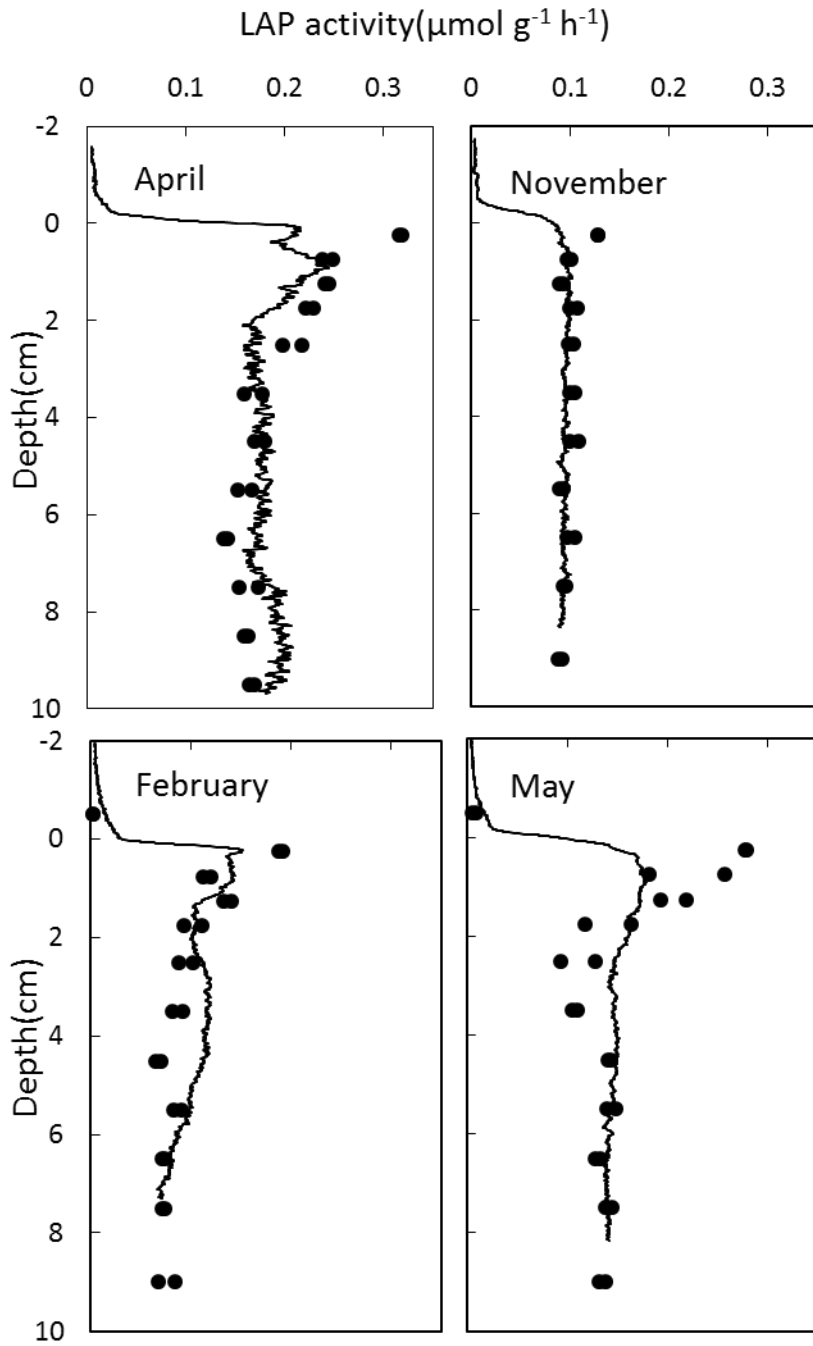 LAP activity(μmol g⁻¹ h⁻¹)
0 0.1 0.2 0.3 0 0.1 0.2 0.3
-2
April November
0
2
Depth(cm)
4
6
8
10
-2
February May
0
2
Depth(cm)
4
6
8
10